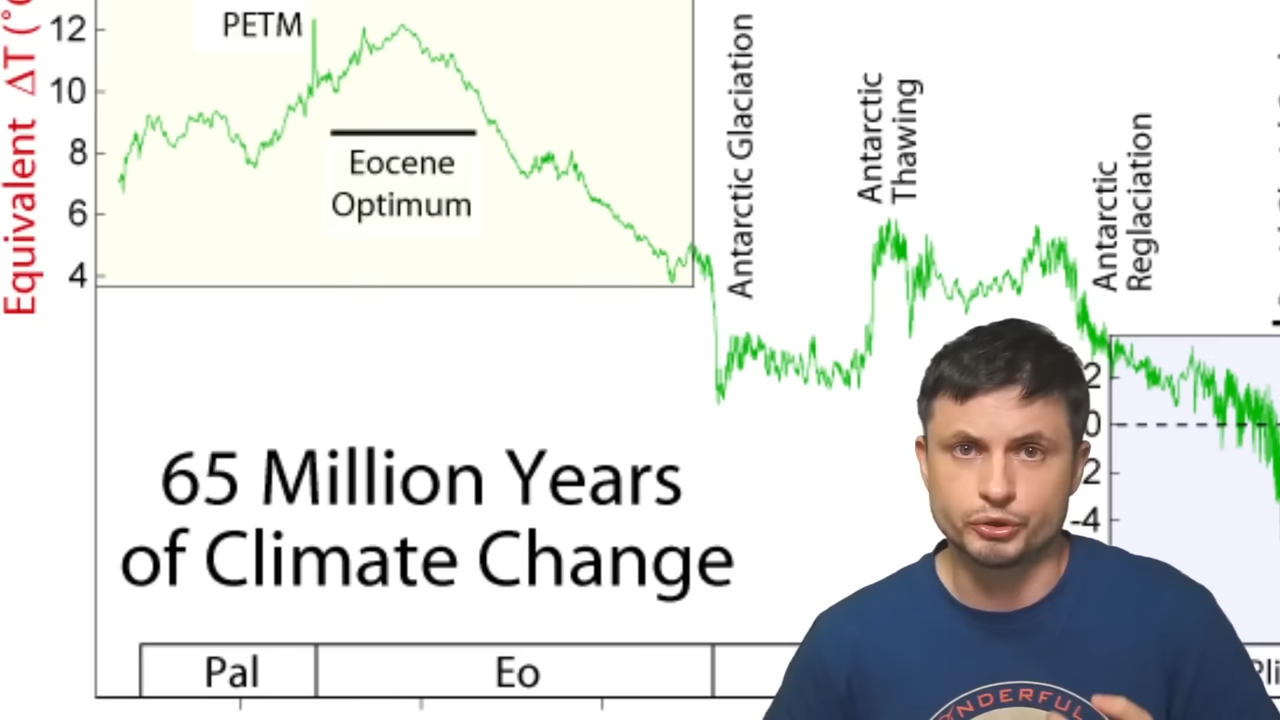 Equivalent ΔT (°C
12
10
8
6
4
PETM
Eocene
Optimum
Antarctic Glaciation
Antarctic
Thawing
Antarctic
Reglaciation
2
0
2
-4
65 Million Years
of Climate Change
Pal
Eo
Pli
NDERFUL